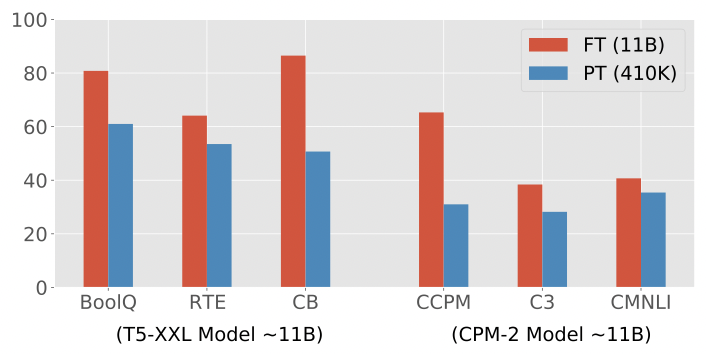 100
80
60
40
20
0
FT (11B)
PT (410K)
BoolQ RTE CB CCPM C3 CMNLI
(T5-XXL Model ~11B) (CPM-2 Model ~11B)